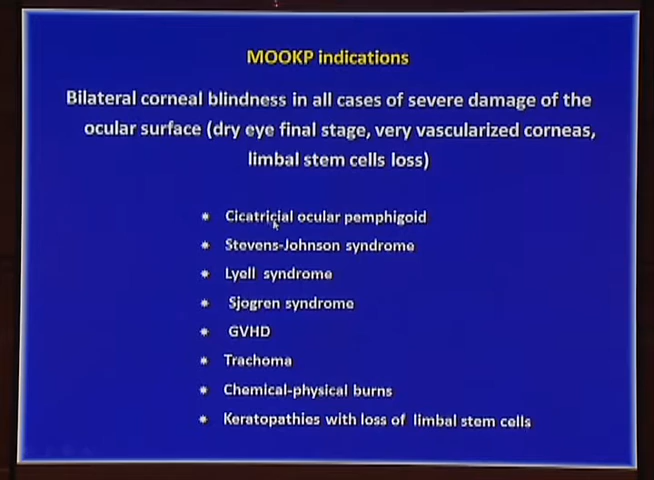 MOOKP indications
Bilateral corneal blindness in all cases of severe damage of the
ocular surface (dry eye final stage, very vascularized corneas,
limbal stem cells loss)
* Cicatricial ocular pemphigoid
* Stevens-Johnson syndrome
* Lyell syndrome
* Sjogren syndrome
* GVHD
* Trachoma
* Chemical-physical burns
* Keratopathies with loss of limbal stem cells